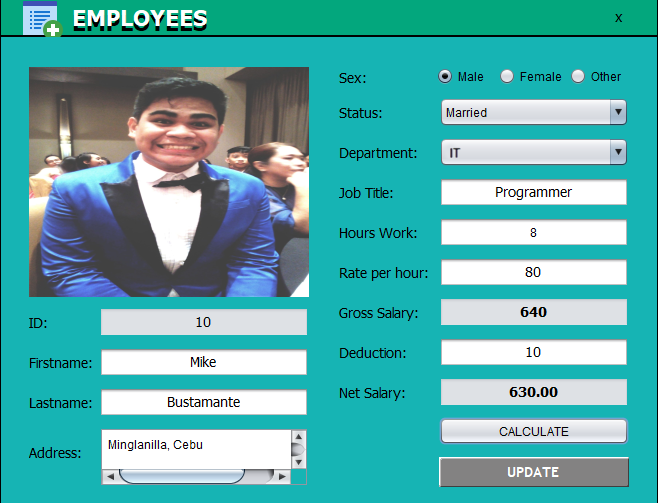 EMPLOYEES
x
Sex: Male Female Other
Status: Married
Department: IT
Job Title: Programmer
Hours Work: 8
Rate per hour: 80
Gross Salary: 640
Deduction: 10
Net Salary: 630.00
CALCULATE
UPDATE
ID: 10
Firstname: Mike
Lastname: Bustamante
Address: Minglanilla, Cebu